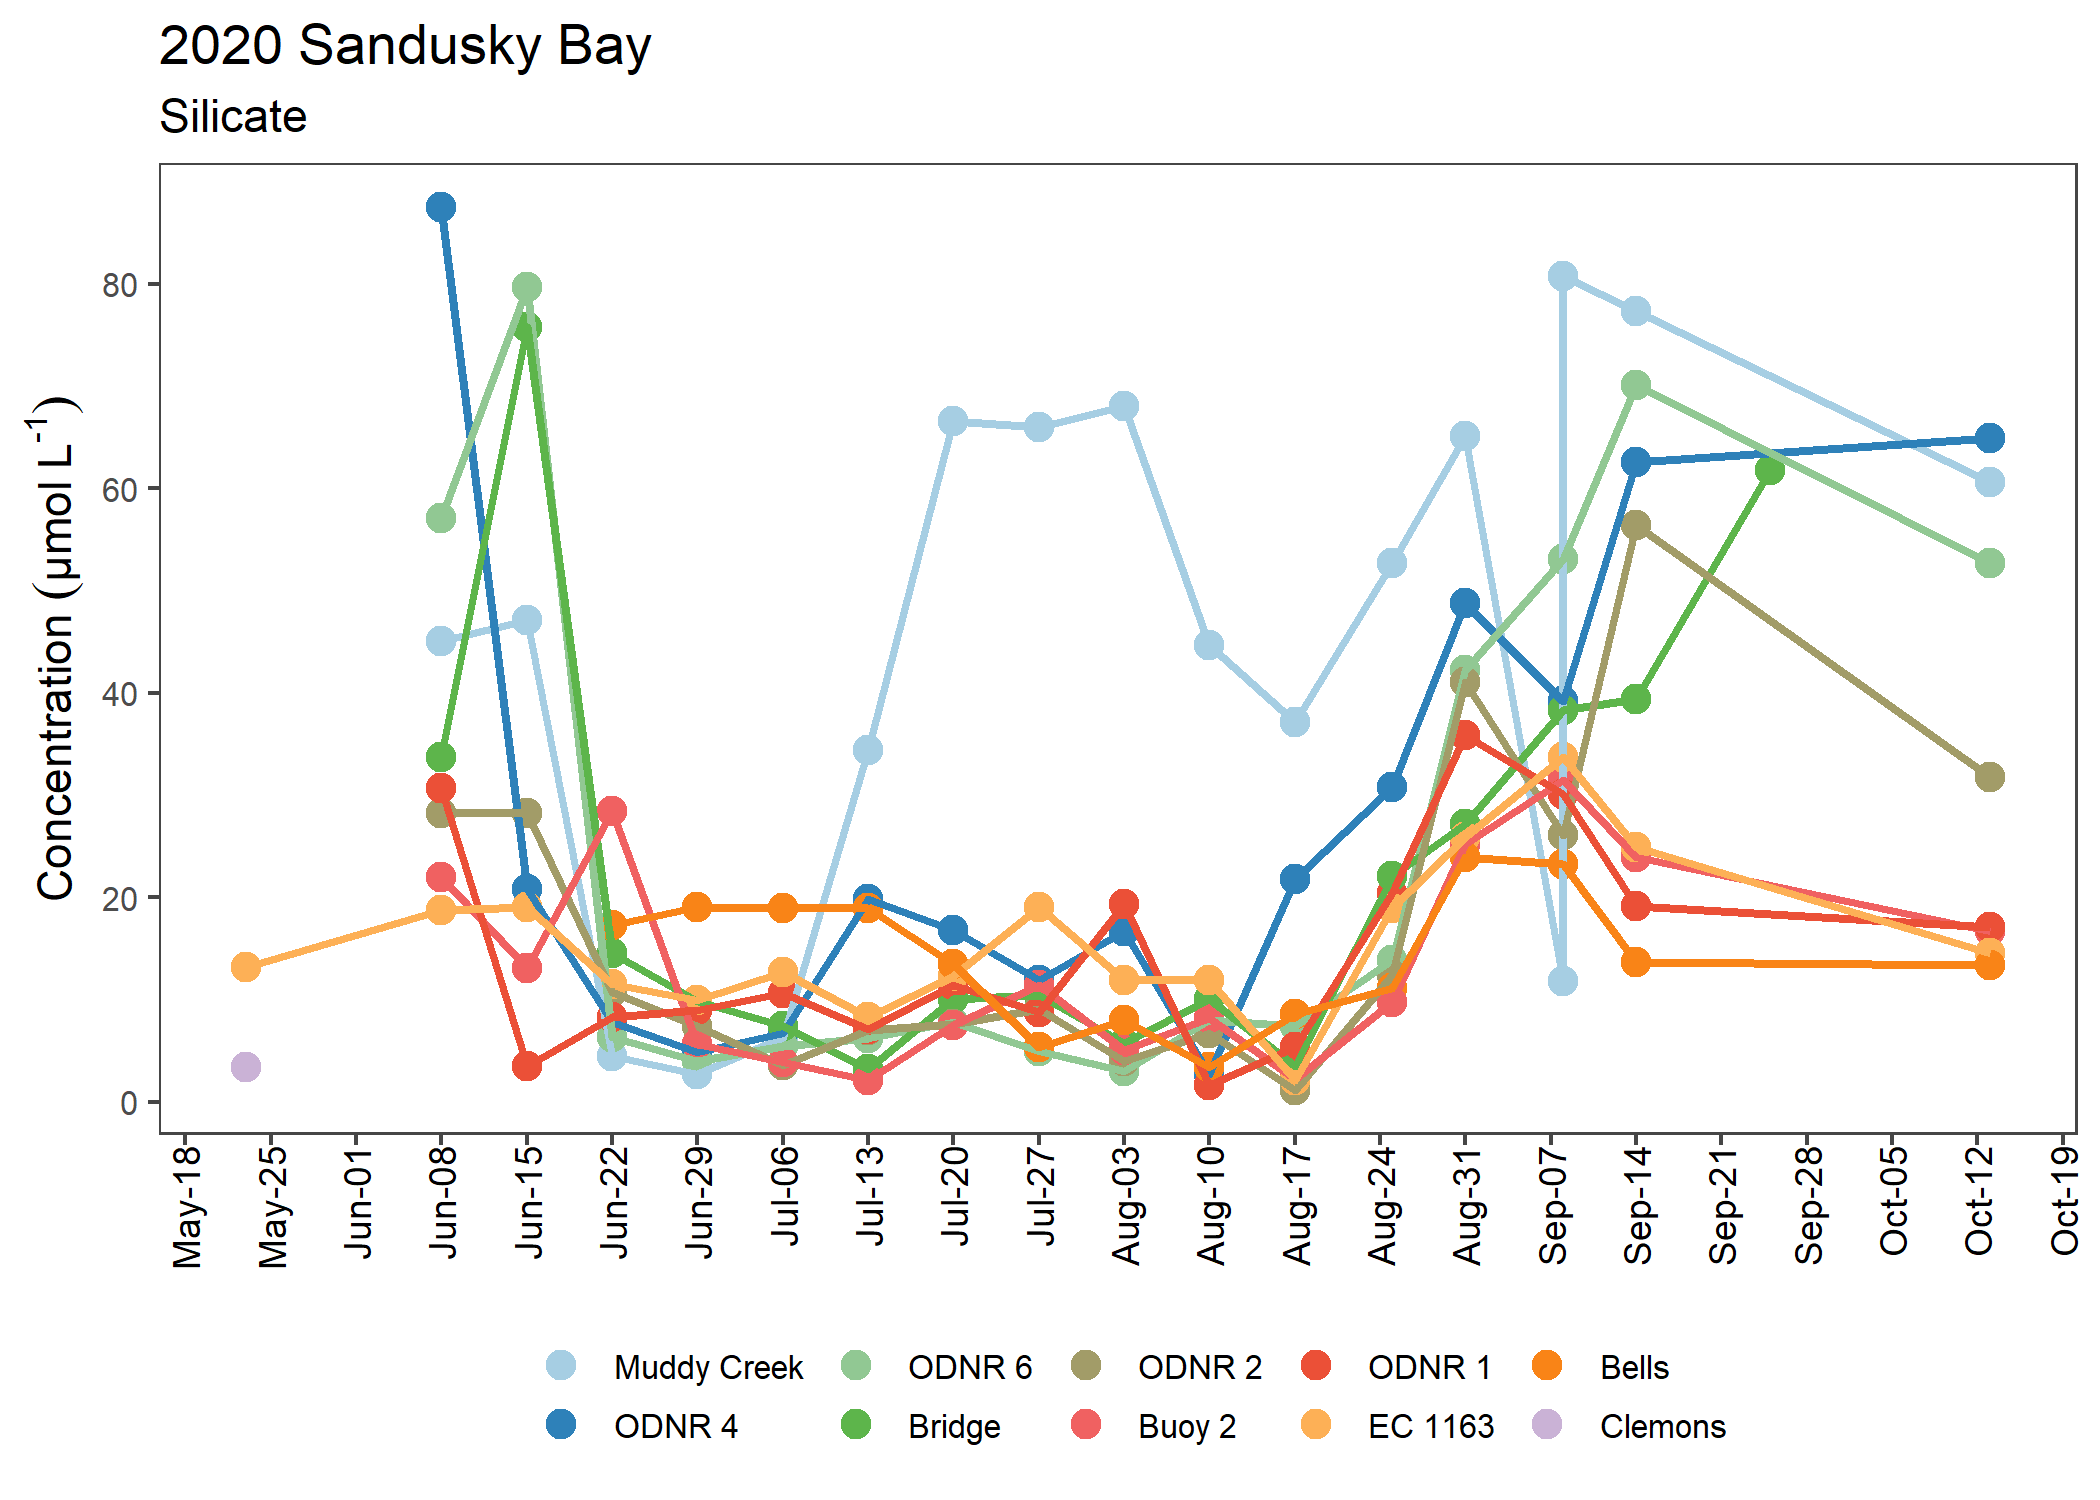 2020 Sandusky Bay
Silicate
Concentration (µmol L⁻¹)
80
60
40
20
0
May-18
May-25
Jun-01
Jun-08
Jun-15
Jun-22
Jun-29
Jul-06
Jul-13
Jul-20
Jul-27
Aug-03
Aug-10
Aug-17
Aug-24
Aug-31
Sep-07
Sep-14
Sep-21
Sep-28
Oct-05
Oct-12
Oct-19
Muddy Creek ODNR 6 ODNR 2 ODNR 1 Bells
ODNR 4 Bridge Buoy 2 EC 1163 Clemons